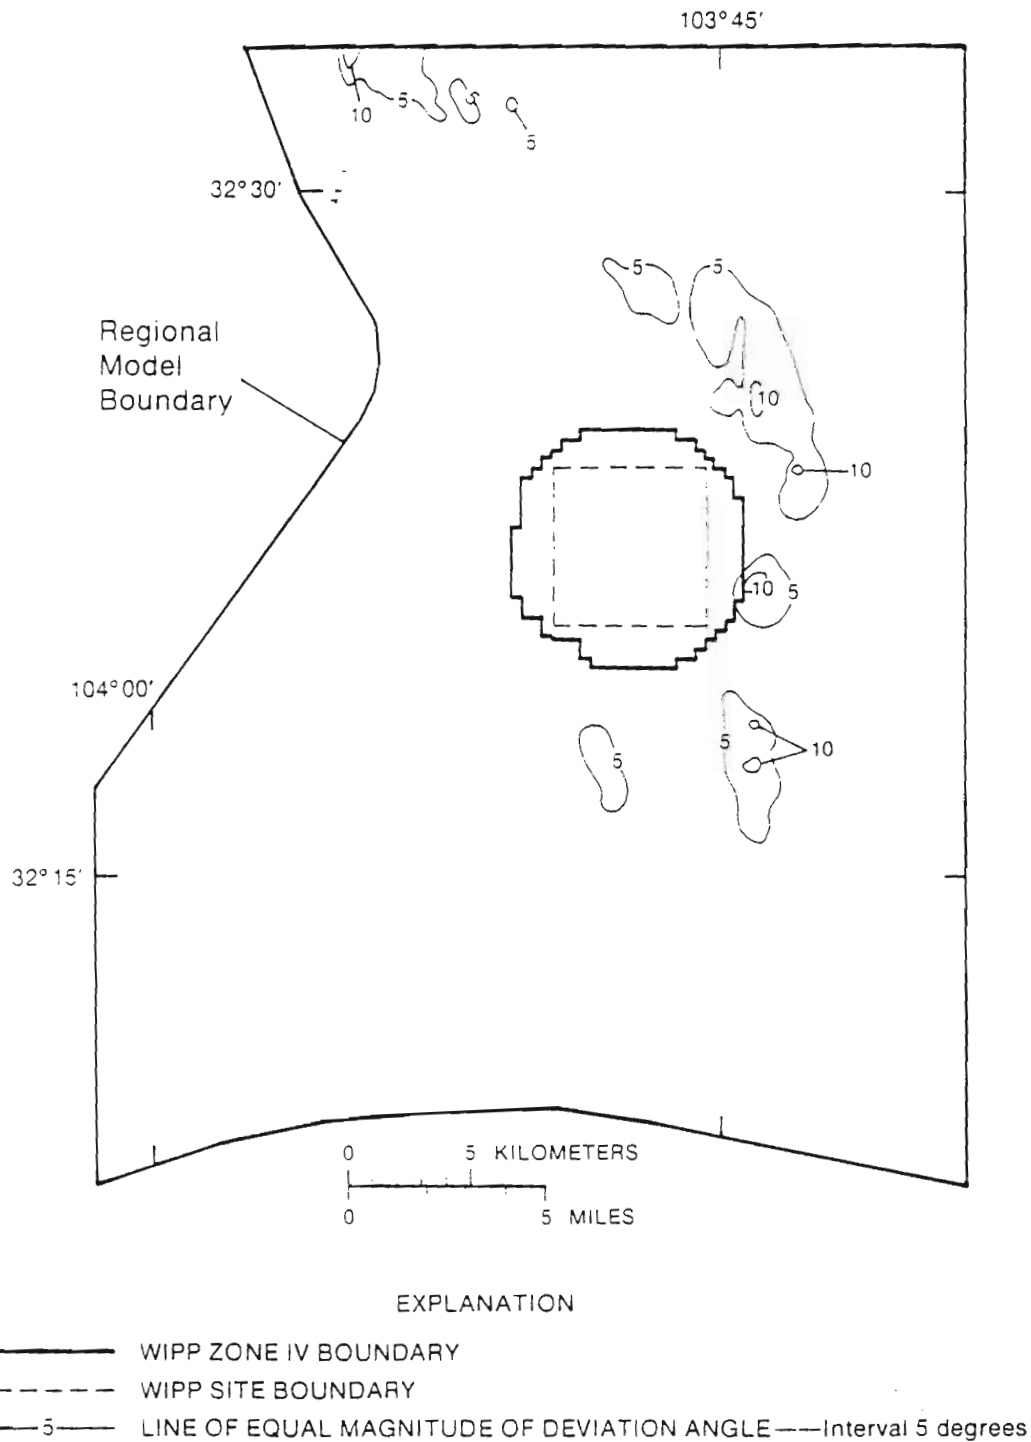 103°45'
10
5
5
5
32°30'
5
5
Regional
Model
Boundary
10
10
10
5
104°00'
5
10
5
32°15'
0 5 KILOMETERS
0 5 MILES
EXPLANATION
WIPP ZONE IV BOUNDARY
WIPP SITE BOUNDARY
5 LINE OF EQUAL MAGNITUDE OF DEVIATION ANGLE——Interval 5 degrees